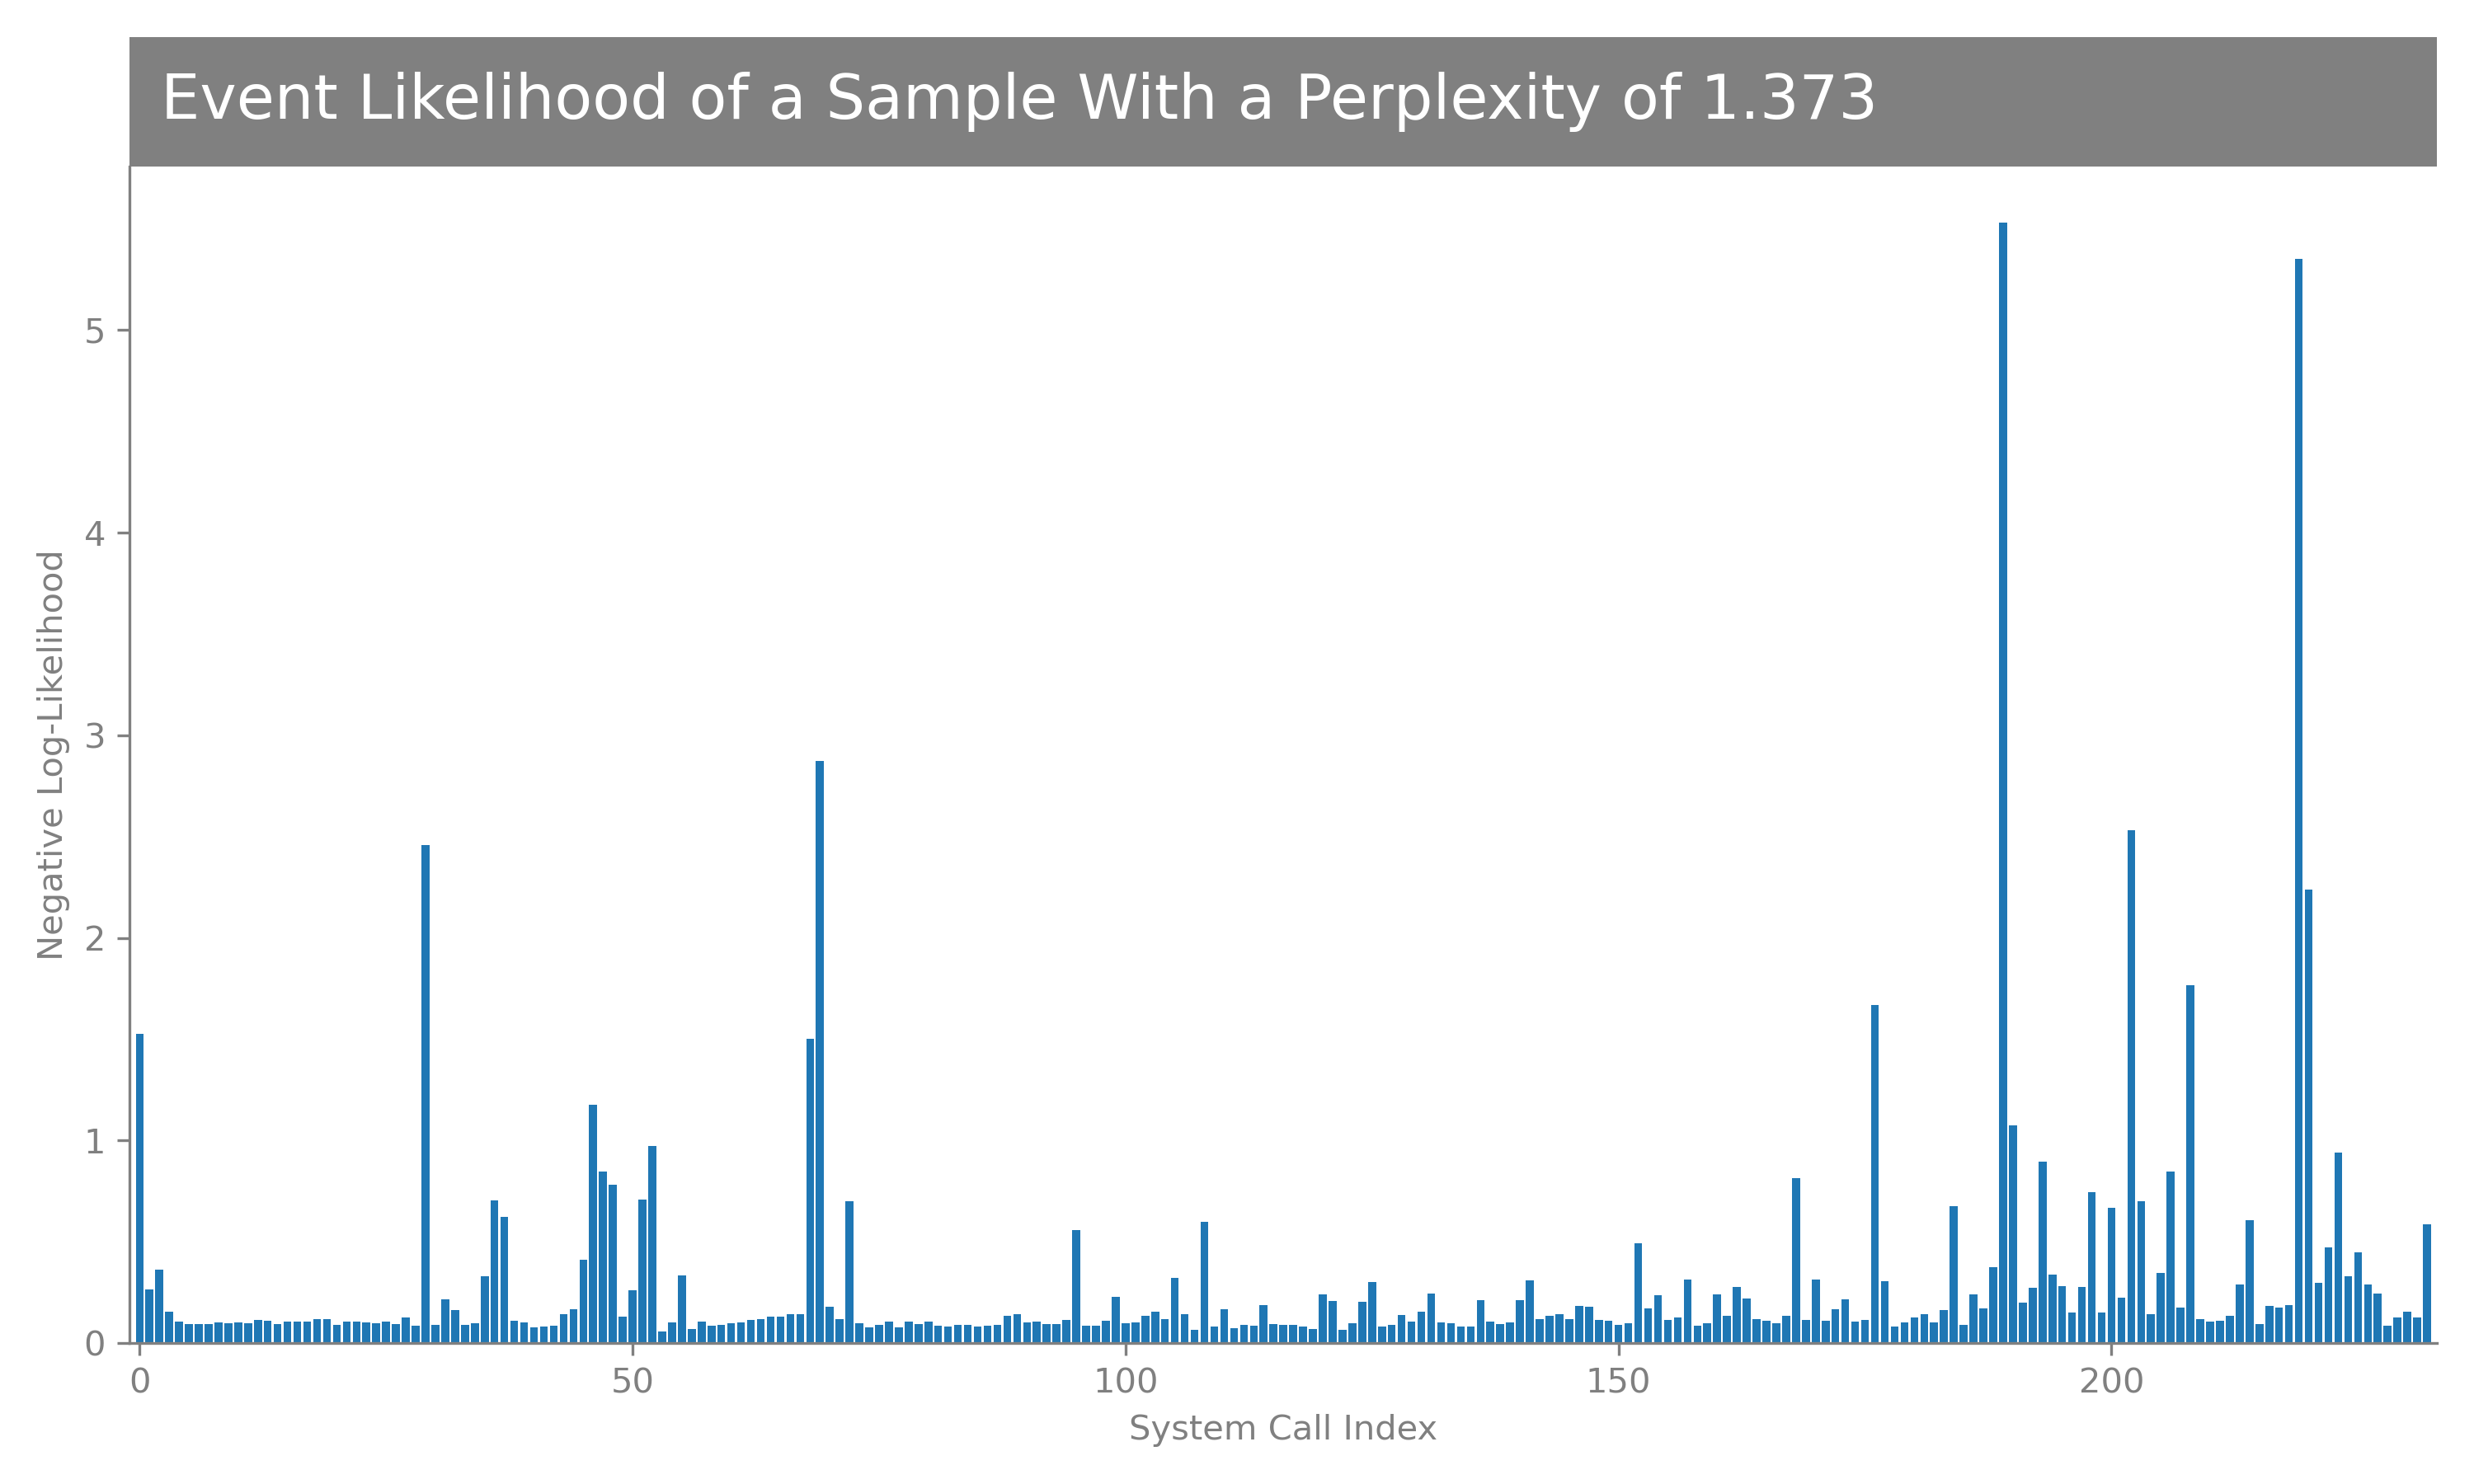 Event Likelihood of a Sample With a Perplexity of 1.373
5
4
3
2
1
0
Negative Log-Likelihood
0 50 100 150 200
System Call Index